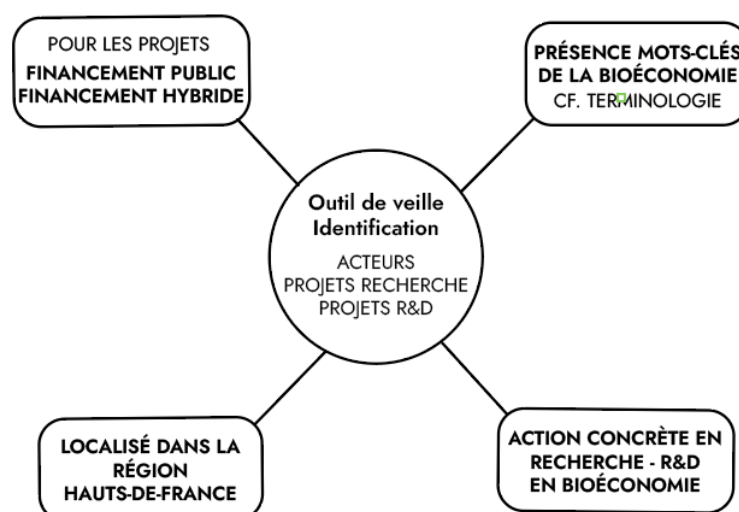 POUR LES PROJETS
FINANCEMENT PUBLIC
FINANCEMENT HYBRIDE
PRÉSENCE MOTS-CLÉS
DE LA BIOÉCONOMIE
CF. TERMINOLOGIE
Outil de veille
Identification
ACTEURS
PROJETS RECHERCHE
PROJETS R&D
LOCALISÉ DANS LA
RÉGION
HAUTS-DE-FRANCE
ACTION CONCRÈTE EN
RECHERCHE - R&D
EN BIOÉCONOMIE